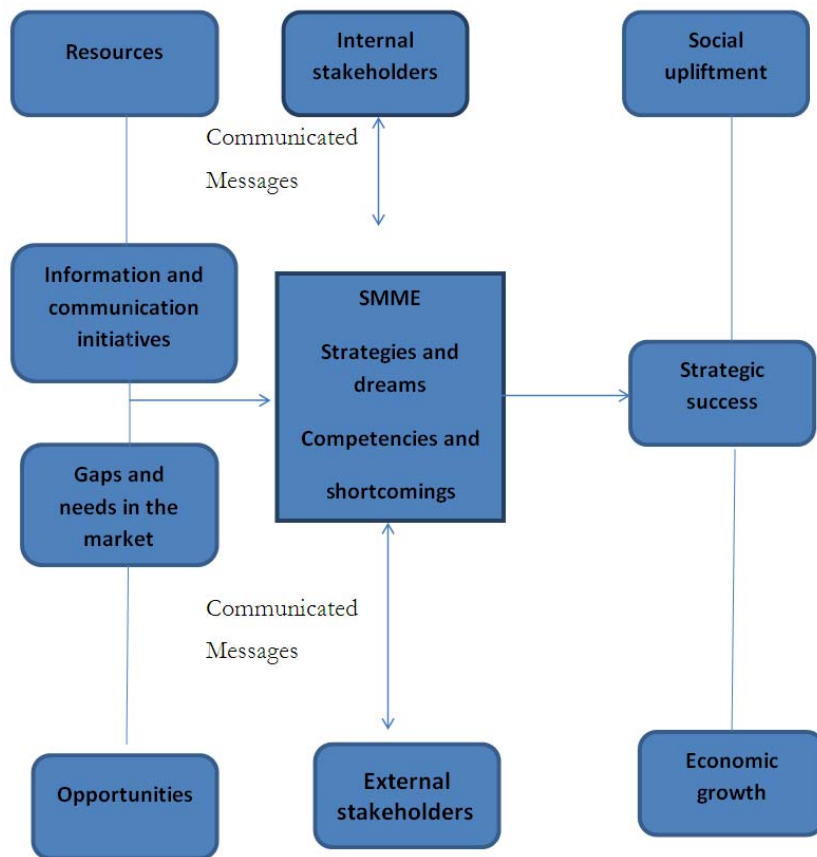 Resources
Internal
stakeholders
Social
upliftment
Communicated
Messages
Information and
communication
initiatives
SMME
Strategies and
dreams
Competencies and
shortcomings
Strategic
success
Gaps and
needs in the
market
Communicated
Messages
Opportunities
External
stakeholders
Economic
growth